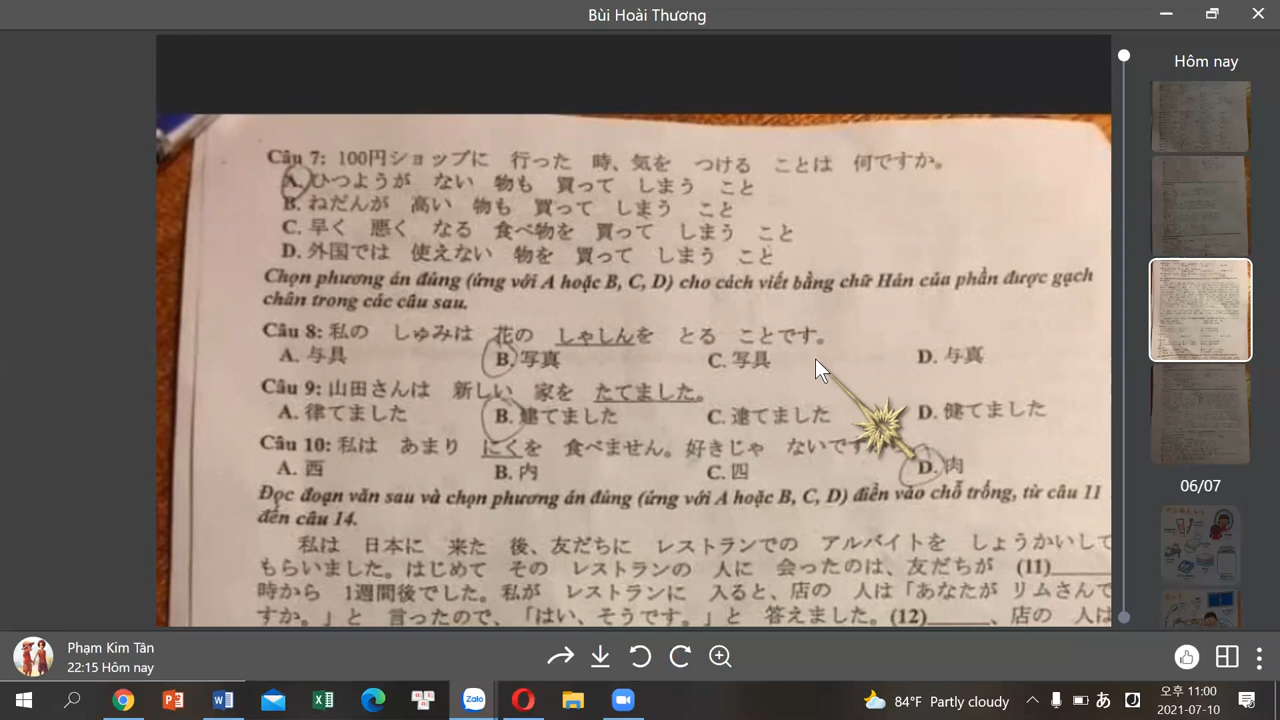 Bùi Hoài Thương
Hôm nay
Câu 7: 100円ショップに 行った 時、気を つける ことは 何ですか。
A. ひつようが ない 物も 買って しまう こと
B. ねだんが 高い 物も 買って しまう こと
C. 早く 悪く なる 食べ物を 買って しまう こと
D. 外国では 使えない 物を 買って しまう こと
Chọn phương án đúng (ứng với A hoặc B, C, D) cho cách viết bằng chữ Hán của phần được gạch
chân trong các câu sau.
Câu 8: 私の しゅみは 花の しゃしんを とる ことです。
A. 与具 B. 写真 C. 写具 D. 与真
Câu 9: 山田さんは 新しい 家を たてました。
A. 律てました B. 建てました C. 違てました D. 健てました
Câu 10: 私は あまり にくを 食べません。好きじゃ ないです
A. 西 B. 内 C. 四 D. 肉
Đọc đoạn văn sau và chọn phương án đúng (ứng với A hoặc B, C, D) điền vào chỗ trống, từ câu 11
đến câu 14.
私は 日本に 来た 後、友だちに レストランでの アルバイトを しょうかいして
もらいました。はじめて その レストランの 人に 会ったのは、友だちが (11)______
時から 1週間後でした。私が レストランに 入ると、店の 人は「あなたが リムさんで
すか。」と 言ったので、「はい、そうです。」と 答えました。(12)______、店の 人は
06/07
Phạm Kim Tân
22:15 Hôm nay
Zalo
84°F Partly cloudy
あ
오후 11:00
2021-07-10